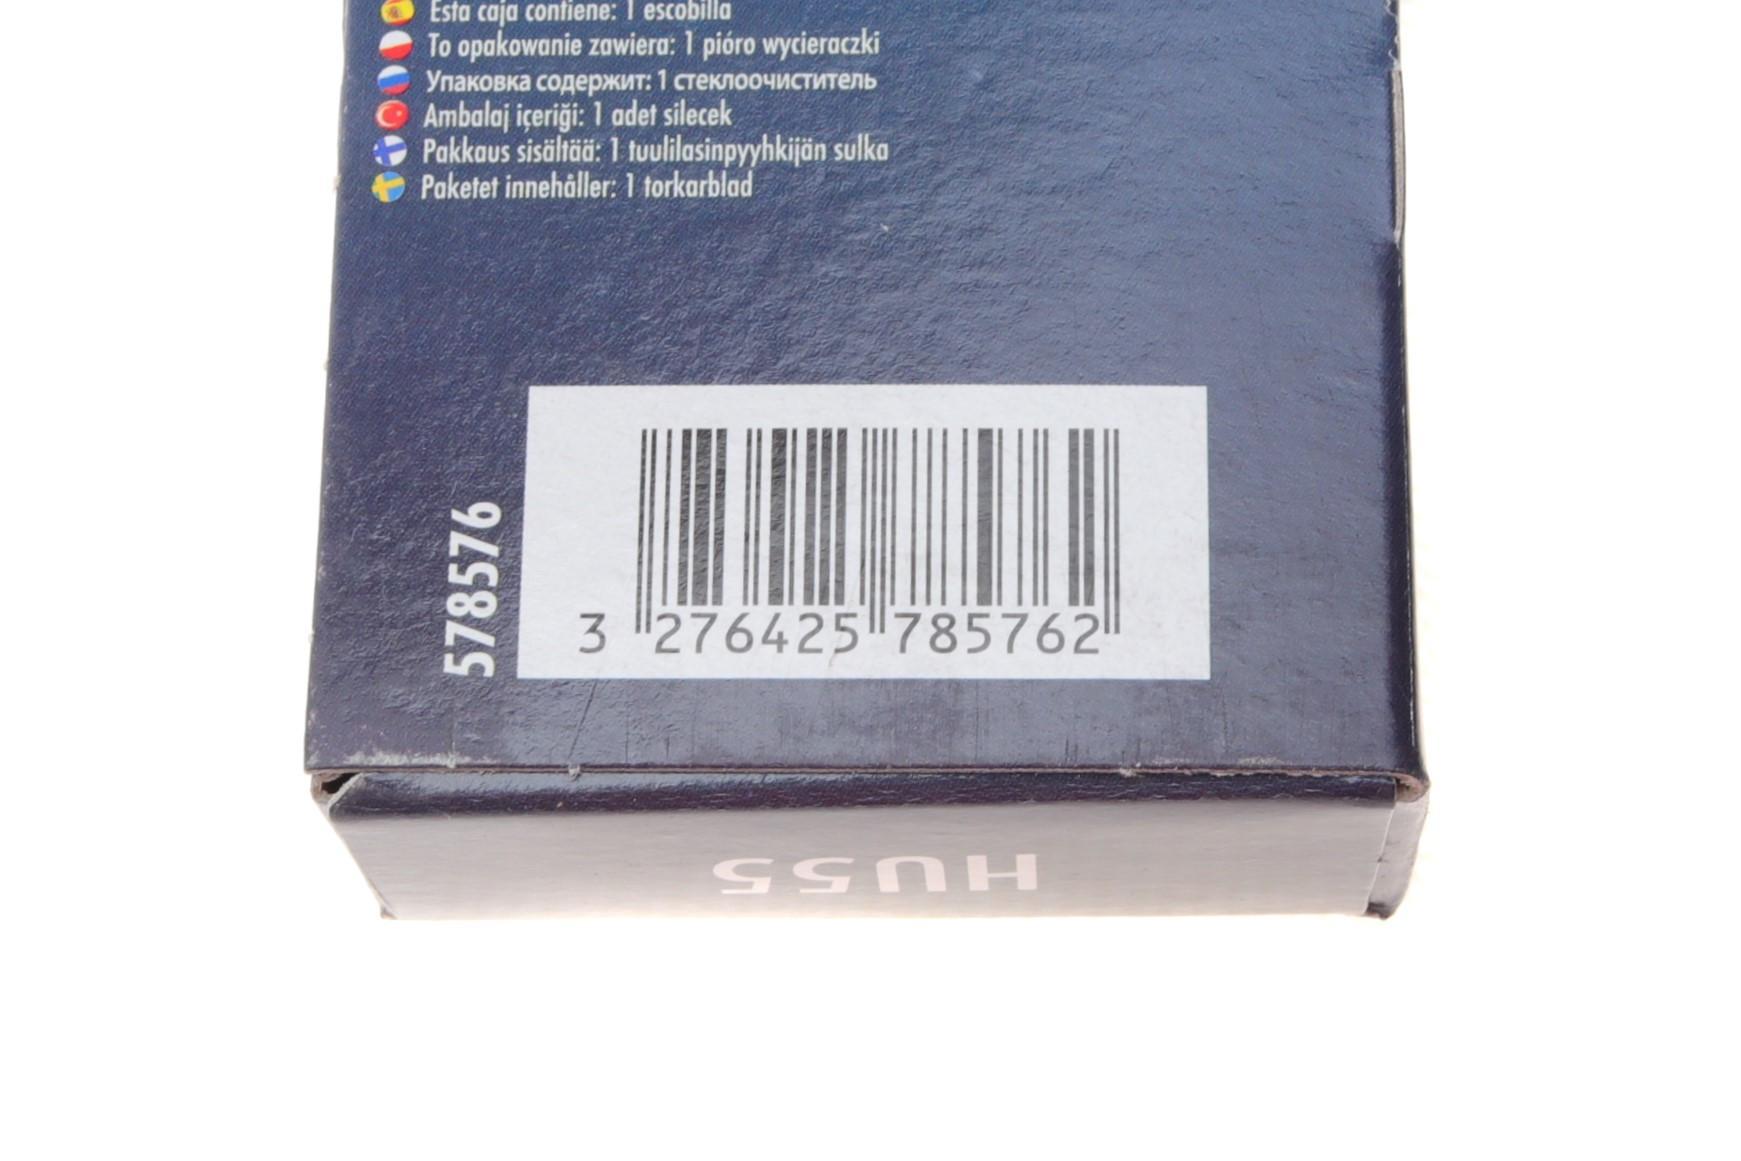 Esta caja contiene: 1 escobilla
To opakowanie zawiera: 1 pióro wycieraczki
Упаковка содержит: 1 стеклоочиститель
Ambalaj içeriği: 1 adet silecek
Pakkaus sisältää: 1 tuulilasinpyyhkijän sulka
Paketet innehåller: 1 torkarblad
578576
3 276425 785762
HU55